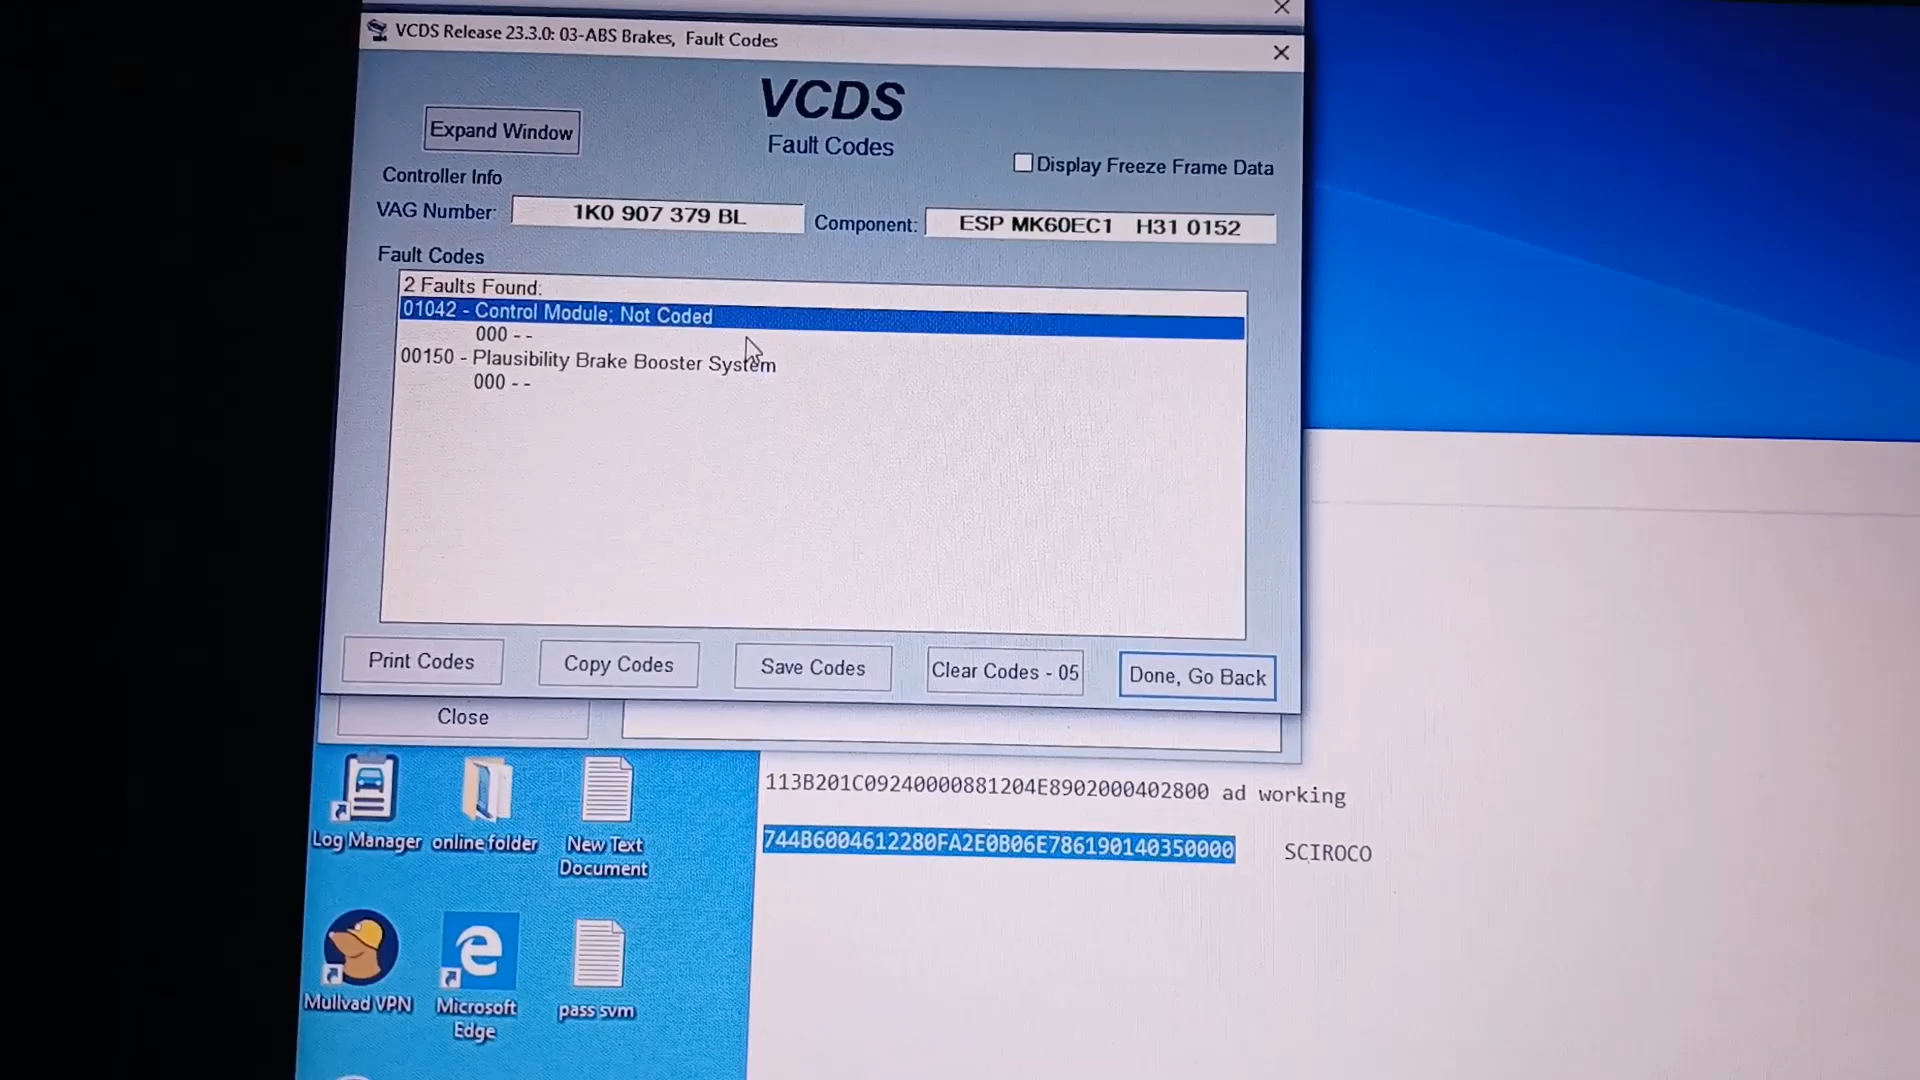 VCDS Release 23.3.0: 03-ABS Brakes, Fault Codes
VCDS
Fault Codes
Expand Window
Display Freeze Frame Data
Controller Info
VAG Number: 1K0 907 379 BL Component: ESP MK60EC1 H31 0152
Fault Codes
2 Faults Found:
01042 - Control Module; Not Coded
000 - -
00150 - Plausibility Brake Booster System
000 - -
Print Codes Copy Codes Save Codes Clear Codes - 05 Done, Go Back
Close
113B201C09240000881204E8902000402800 ad working
744B6004612280FA2E0B06E786190140350000 SCIROCO
Log Manager
online folder
New Text
Document
Mullvad VPN
Microsoft
Edge
pass svm